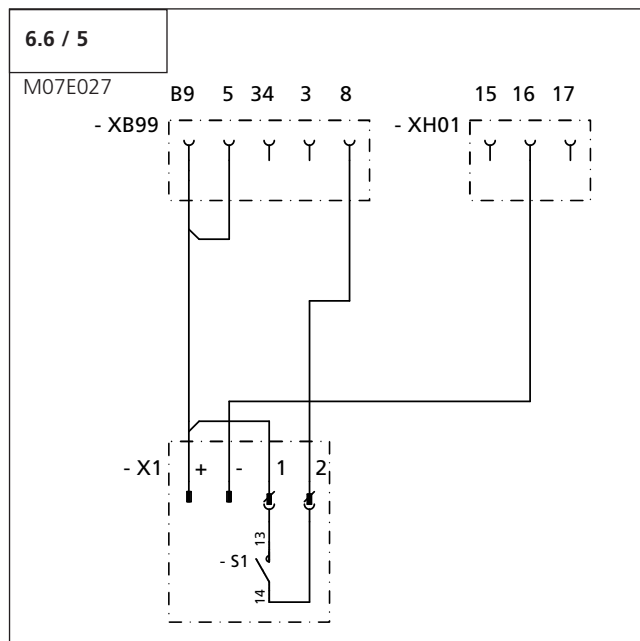 6.6 / 5
M07E027
B9 5 34 3 8
15 16 17
- XB99
- XH01
- X1 + - 1 2
13
- S1
14